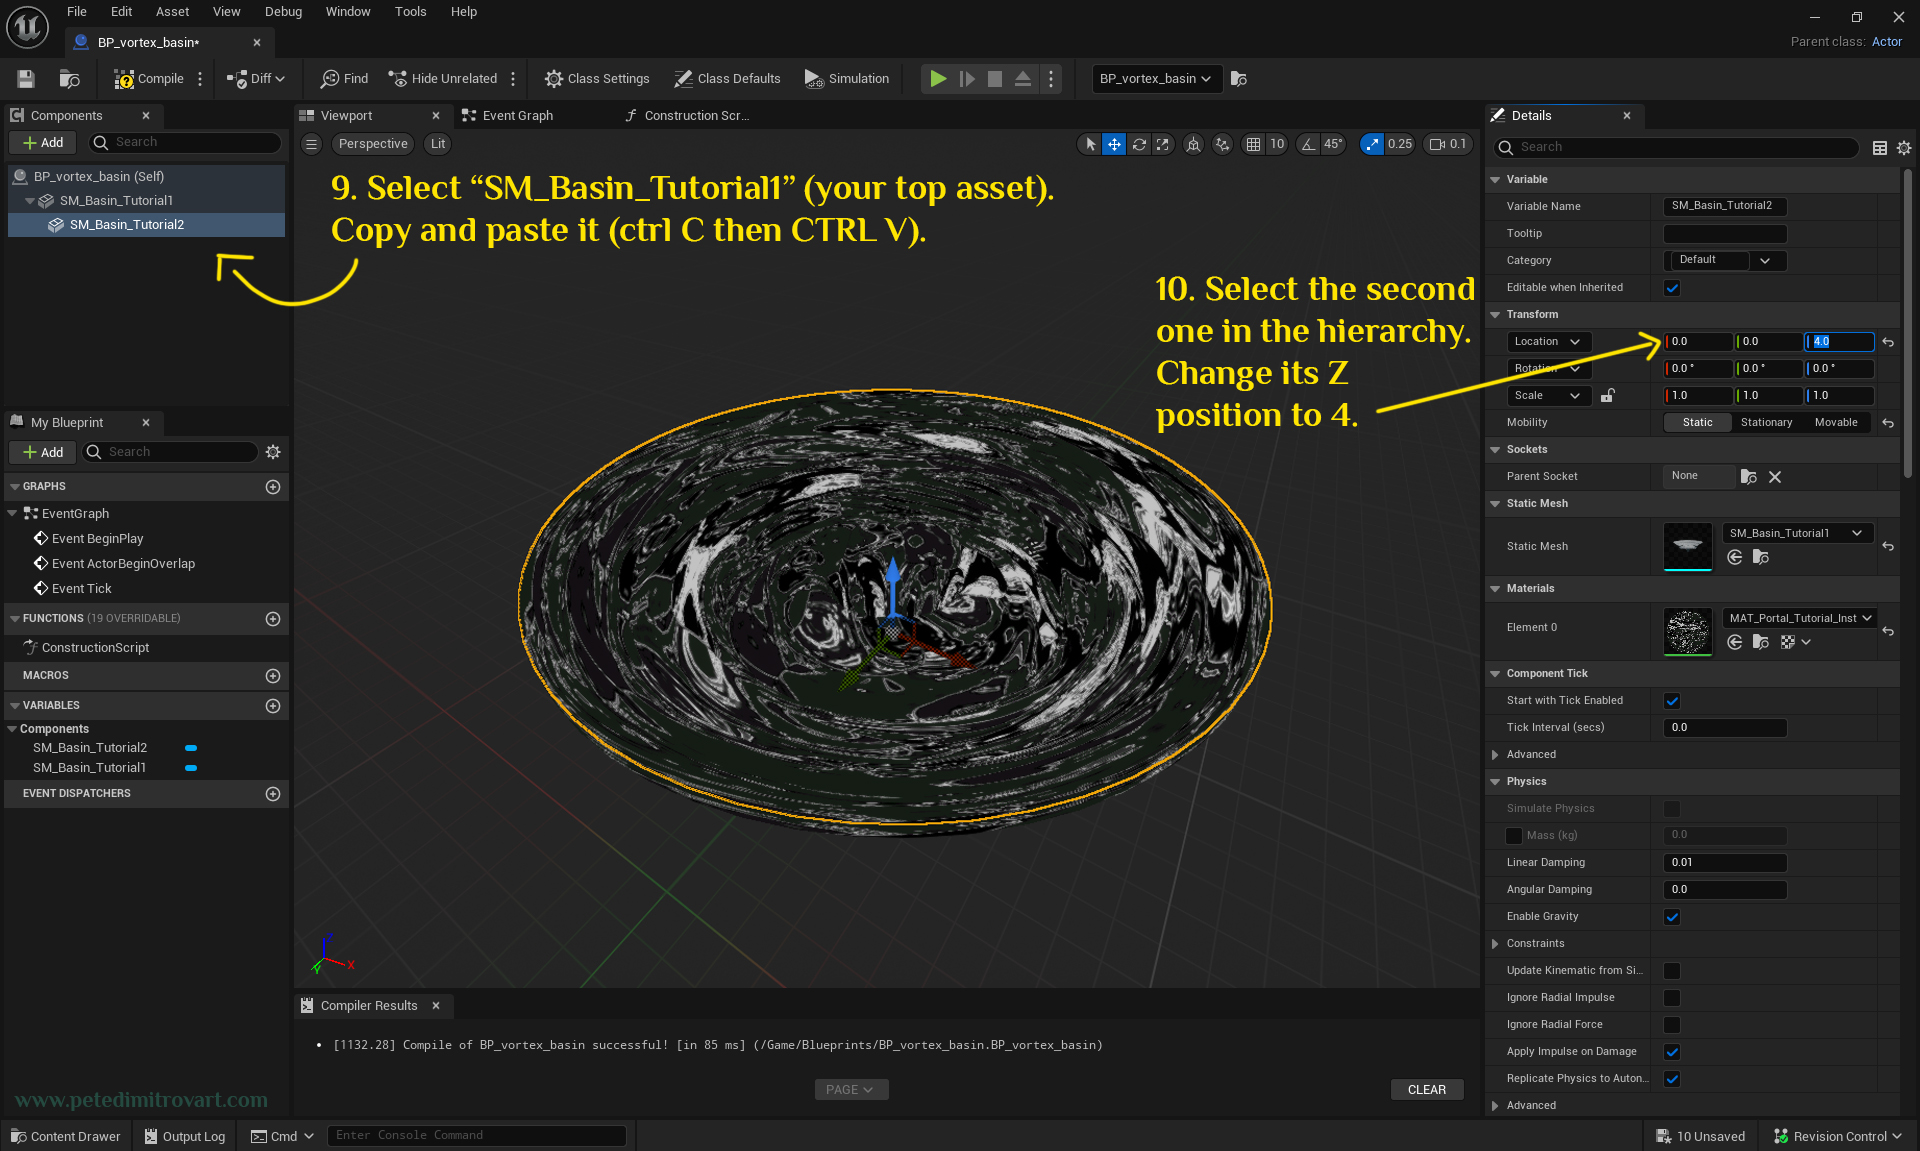 File Edit Asset View Debug Window Tools Help
BP_vortex_basin*
Parent class: Actor
Compile Diff Find Hide Unrelated Class Settings Class Defaults Simulation BP_vortex_basin
Components
Add Search
BP_vortex_basin (Self)
SM_Basin_Tutorial1
SM_Basin_Tutorial2
My Blueprint
Add Search
GRAPHS
EventGraph
Event BeginPlay
Event ActorBeginOverlap
Event Tick
FUNCTIONS (19 OVERRIDABLE)
ConstructionScript
MACROS
VARIABLES
Components
SM_Basin_Tutorial2
SM_Basin_Tutorial1
EVENT DISPATCHERS
www.petedimitrovart.com
Viewport Event Graph Construction Scr...
Perspective Lit 10 45° 0.25 0.1
9. Select “SM_Basin_Tutorial1” (your top asset).
Copy and paste it (ctrl C then CTRL V).
10. Select the second
one in the hierarchy.
Change its Z
position to 4.
Z
X
Y
Compiler Results
• [1132.28] Compile of BP_vortex_basin successful! [in 85 ms] (/Game/Blueprints/BP_vortex_basin.BP_vortex_basin)
PAGE CLEAR
Details
Search
Variable
Variable Name SM_Basin_Tutorial2
Tooltip
Category Default
Editable when Inherited
Transform
Location 0.0 0.0 4.0
Rotation 0.0 ° 0.0 ° 0.0 °
Scale 1.0 1.0 1.0
Mobility Static Stationary Movable
Sockets
Parent Socket None
Static Mesh
Static Mesh SM_Basin_Tutorial1
Materials
Element 0 MAT_Portal_Tutorial_Inst
Component Tick
Start with Tick Enabled
Tick Interval (secs) 0.0
Advanced
Physics
Simulate Physics
Mass (kg) 0.0
Linear Damping 0.01
Angular Damping 0.0
Enable Gravity
Constraints
Update Kinematic from Si...
Ignore Radial Impulse
Ignore Radial Force
Apply Impulse on Damage
Replicate Physics to Auton...
Advanced
Content Drawer Output Log Cmd Enter Console Command 10 Unsaved Revision Control